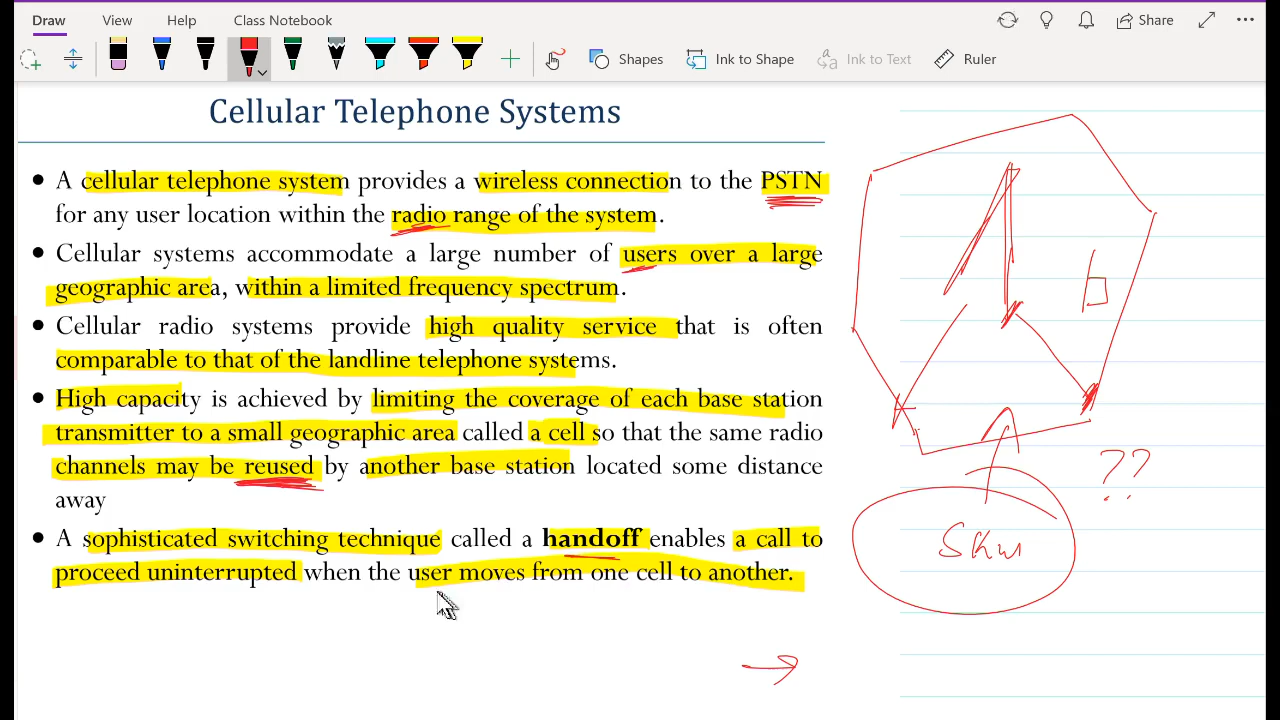 Draw View Help Class Notebook Share
Shapes Ink to Shape Ink to Text Ruler
Cellular Telephone Systems
• A cellular telephone system provides a wireless connection to the PSTN
for any user location within the radio range of the system.
• Cellular systems accommodate a large number of users over a large
geographic area, within a limited frequency spectrum.
• Cellular radio systems provide high quality service that is often
comparable to that of the landline telephone systems.
• High capacity is achieved by limiting the coverage of each base station
transmitter to a small geographic area called a cell so that the same radio
channels may be reused by another base station located some distance
away
• A sophisticated switching technique called a handoff enables a call to
proceed uninterrupted when the user moves from one cell to another.
??
5Km